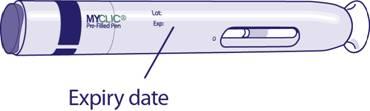 MYCLIC®
Pre-Filled Pen
Lot:
Exp:
0
Expiry date